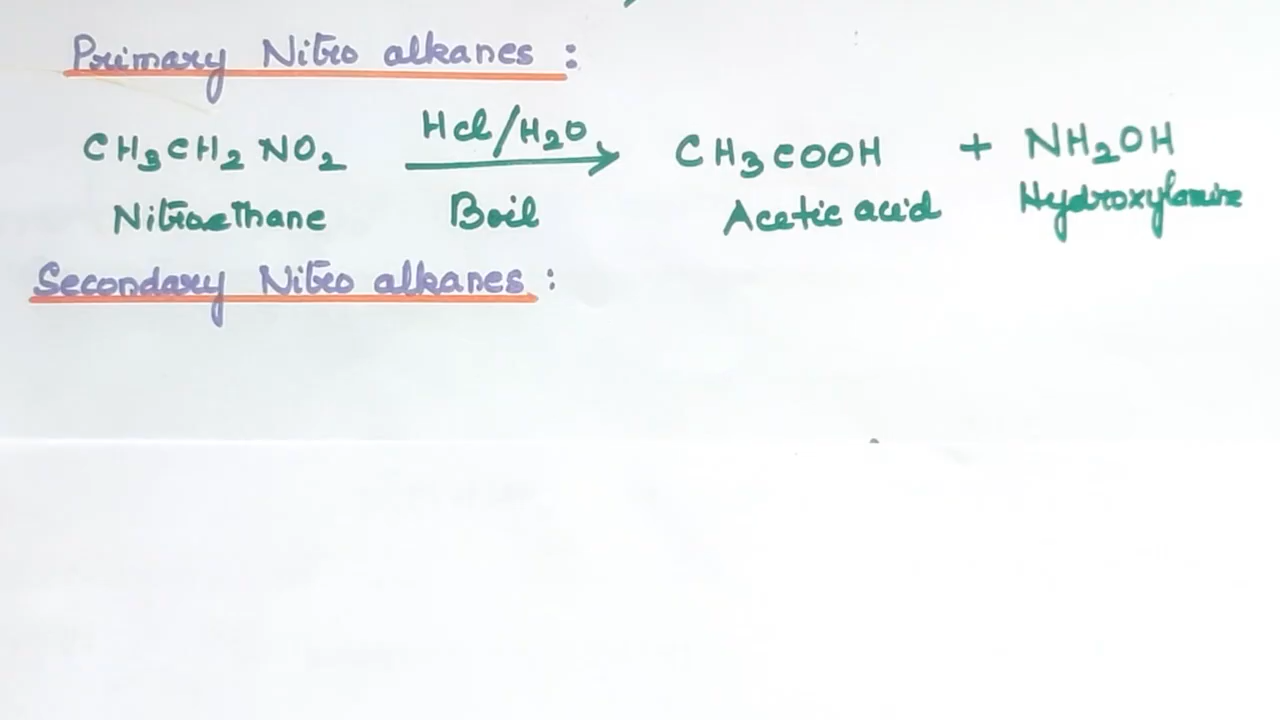 Primary Nitro alkanes :
CH3CH2NO2 HCl/H2O CH3COOH + NH2OH
Nitroethane Boil Acetic acid Hydroxylamine
Secondary Nitro alkanes :